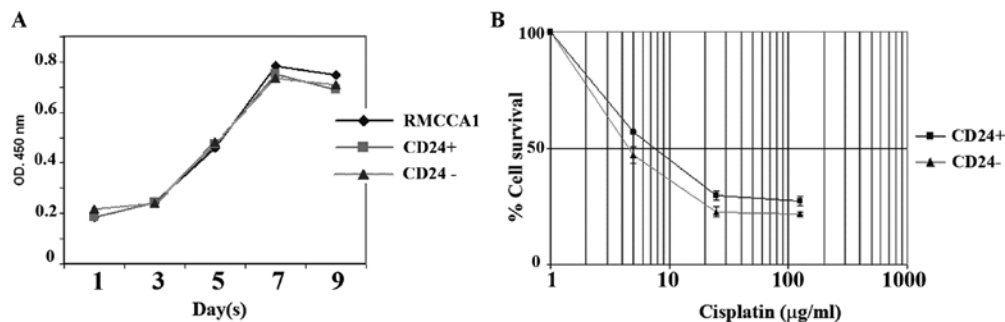 A
OD. 450 nm
0.8
0.6
0.4
0.2
0
1 3 5 7 9
Day(s)
RMCCA1
CD24+
CD24 -
B
% Cell survival
100
50
0
1 10 100 1000
Cisplatin (μg/ml)
CD24+
CD24-